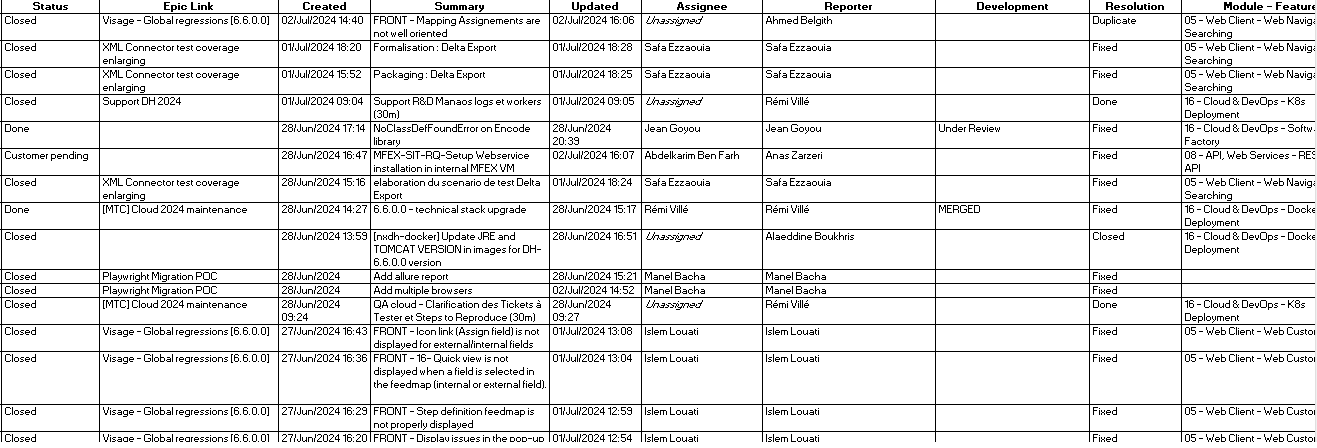 Status Epic Link Created Summary Updated Assignee Reporter Development Resolution Module - Feature
Closed Visage - Global regressions [6.6.0.0] 02/Jul/2024 14:40 FRONT - Mapping Assignements are 02/Jul/2024 16:06 Unassigned Ahmed Belgith Duplicate 05 - Web Client - Web Naviga
not well oriented Searching
Closed XML Connector test coverage 01/Jul/2024 18:20 Formalisation : Delta Export 01/Jul/2024 18:28 Safa Ezzaouia Safa Ezzaouia Fixed 05 - Web Client - Web Naviga
enlarging Searching
Closed XML Connector test coverage 01/Jul/2024 15:52 Packaging : Delta Export 01/Jul/2024 18:25 Safa Ezzaouia Safa Ezzaouia Fixed 05 - Web Client - Web Naviga
enlarging Searching
Closed Support DH 2024 01/Jul/2024 09:04 Support R&D Manaos logs et workers 01/Jul/2024 09:05 Unassigned Rémi Villé Done 16 - Cloud & DevOps - K8s
(30m) Deployment
Done 28/Jun/2024 17:14 NoClassDefFoundError on Encode 28/Jun/2024 Jean Goyou Jean Goyou Under Review Fixed 16 - Cloud & DevOps - Softw
library 20:39 Factory
Customer pending 28/Jun/2024 16:47 MFEX-SIT-RQ-Setup Webservice 02/Jul/2024 16:07 Abdelkarim Ben Farh Anas Zarzeri Fixed 08 - API, Web Services - RES
installation in internal MFEX VM API
Closed XML Connector test coverage 28/Jun/2024 15:16 elaboration du scenario de test Delta 01/Jul/2024 18:24 Safa Ezzaouia Safa Ezzaouia Fixed 05 - Web Client - Web Naviga
enlarging Export Searching
Done [MTC] Cloud 2024 maintenance 28/Jun/2024 14:27 6.6.0.0 - technical stack upgrade 28/Jun/2024 15:17 Rémi Villé Rémi Villé MERGED Fixed 16 - Cloud & DevOps - Docke
Deployment
Closed 28/Jun/2024 13:59 [nxdh-docker] Update JRE and 28/Jun/2024 16:51 Unassigned Alaeddine Boukhris Closed 16 - Cloud & DevOps - Docke
TOMCAT VERSION in images for DH- Deployment
6.6.0.0 version
Closed Playwright Migration POC 28/Jun/2024 Add allure report 28/Jun/2024 15:21 Manel Bacha Manel Bacha Fixed
Closed Playwright Migration POC 28/Jun/2024 Add multiple browsers 02/Jul/2024 14:52 Manel Bacha Manel Bacha Fixed
Closed [MTC] Cloud 2024 maintenance 28/Jun/2024 QA cloud - Clarification des Tickets à 28/Jun/2024 Unassigned Rémi Villé Done 16 - Cloud & DevOps - K8s
09:24 Tester et Steps to Reproduce (30m) 09:27 Deployment
Closed Visage - Global regressions [6.6.0.0] 27/Jun/2024 16:43 FRONT - Icon link (Assign field) is not 01/Jul/2024 13:08 Islem Louati Islem Louati Fixed 05 - Web Client - Web Custo
displayed for external/internal fields
Closed Visage - Global regressions [6.6.0.0] 27/Jun/2024 16:36 FRONT - 16- Quick view is not 01/Jul/2024 13:04 Islem Louati Islem Louati Fixed 05 - Web Client - Web Custo
displayed when a field is selected in
the feedmap (internal or external field).
Closed Visage - Global regressions [6.6.0.0] 27/Jun/2024 16:29 FRONT - Step definition feedmap is 01/Jul/2024 12:59 Islem Louati Islem Louati Fixed 05 - Web Client - Web Custo
not properly displayed
Closed Visage - Global regressions [6.6.0.0] 27/Jun/2024 16:20 FRONT - Display issues in the pop-up 01/Jul/2024 12:54 Islem Louati Islem Louati Fixed 05 - Web Client - Web Custo